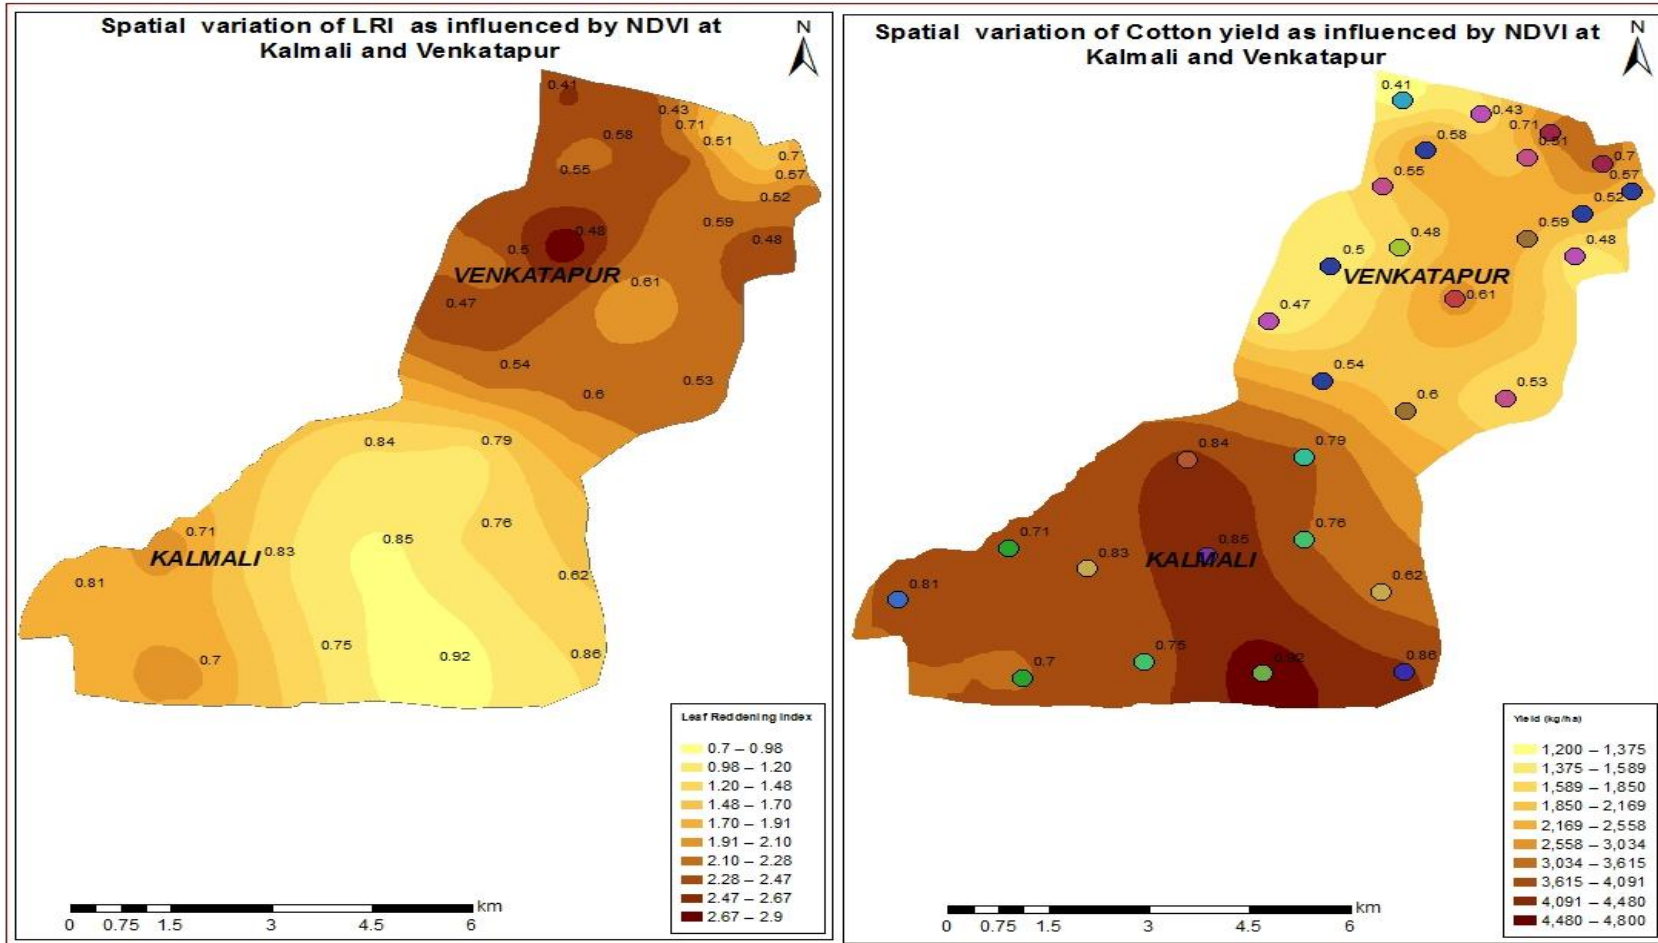 Spatial variation of LRI as influenced by NDVI at
Kalmali and Venkatapur
N
0.41
0.43
0.71
0.58
0.51
0.7
0.55
0.57
0.52
0.59
0.48
0.48
0.5
VENKATAPUR
0.61
0.47
0.54
0.53
0.6
0.84
0.79
0.76
0.71
0.85
0.83
KALMALI
0.62
0.81
0.75
0.7
0.92
0.86
Leaf Reddening Index
0.7 – 0.98
0.98 – 1.20
1.20 – 1.48
1.48 – 1.70
1.70 – 1.91
1.91 – 2.10
2.10 – 2.28
2.28 – 2.47
2.47 – 2.67
2.67 – 2.9
km
0 0.75 1.5 3 4.5 6
Spatial variation of Cotton yield as influenced by NDVI at
Kalmali and Venkatapur
N
0.41
0.43
0.71
0.58
0.51
0.7
0.55
0.57
0.52
0.59
0.48
0.48
0.5
VENKATAPUR
0.61
0.47
0.54
0.53
0.6
0.84
0.79
0.76
0.71
0.85
0.83
KALMALI
0.62
0.81
0.75
0.7
0.92
0.86
Yield (kg/ha)
1,200 – 1,375
1,375 – 1,589
1,589 – 1,850
1,850 – 2,169
2,169 – 2,558
2,558 – 3,034
3,034 – 3,615
3,615 – 4,091
4,091 – 4,480
4,480 – 4,800
km
0 0.75 1.5 3 4.5 6